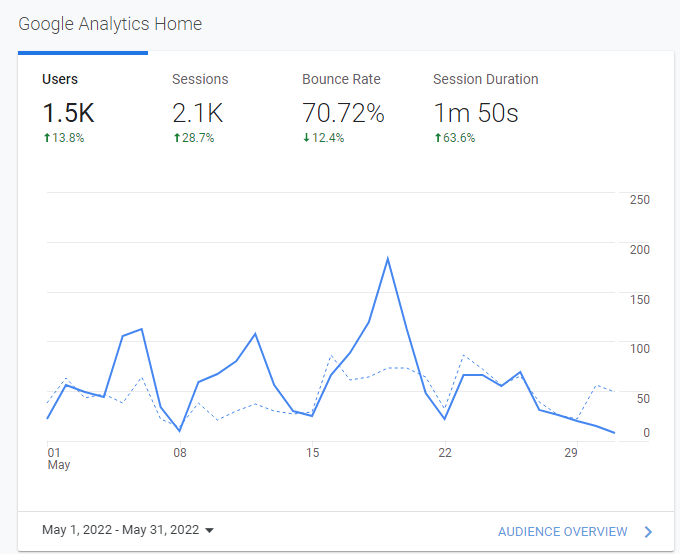 Google Analytics Home
Users Sessions Bounce Rate Session Duration
1.5K 2.1K 70.72% 1m 50s
↑13.8% ↑28.7% ↓12.4% ↑63.6%
250
200
150
100
50
0
01 08 15 22 29
May
May 1, 2022 - May 31, 2022 AUDIENCE OVERVIEW